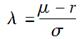 λ = (μ − r) / σ